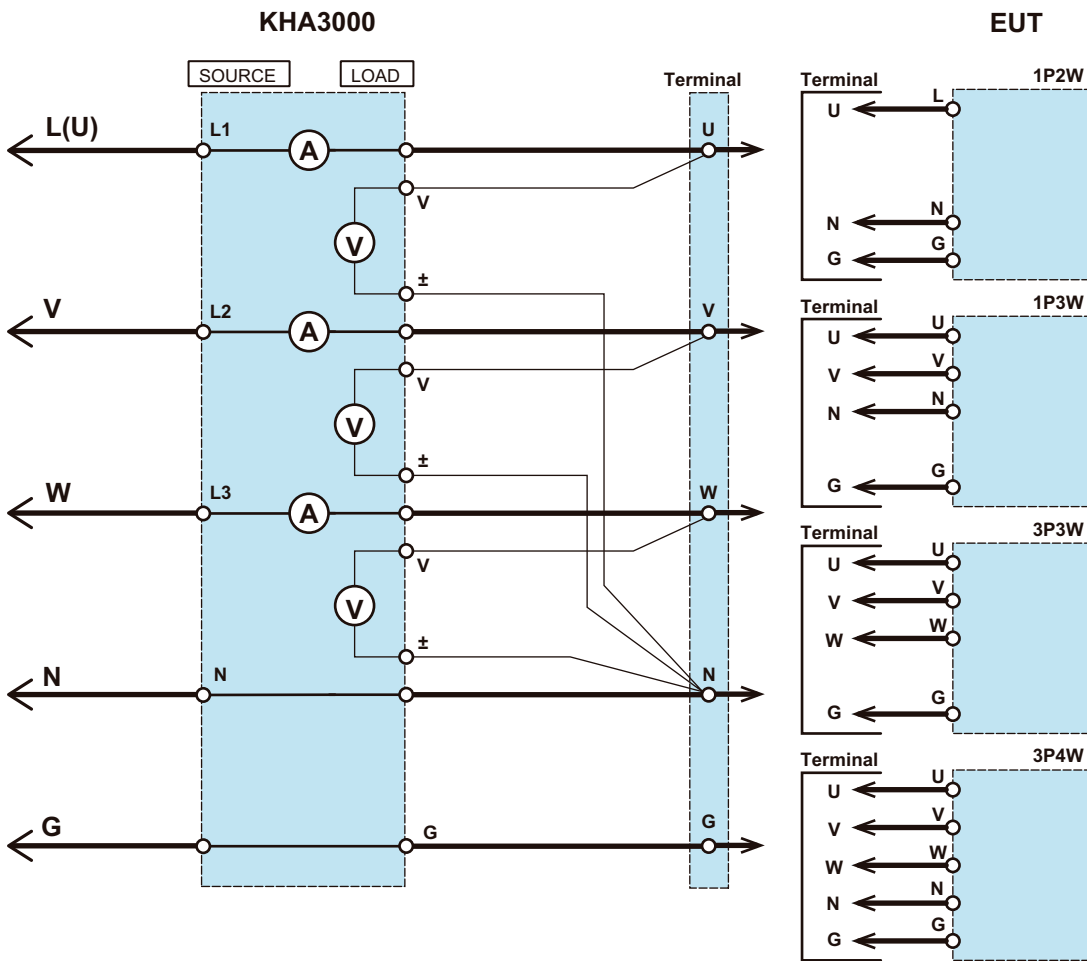 KHA3000
EUT
SOURCE
LOAD
Terminal
L(U)
L1
A
U
V
V
±
V
L2
A
V
V
V
±
W
L3
A
W
V
V
±
N
N
N
G
G
G
Terminal
1P2W
U
L
N
N
G
G
Terminal
1P3W
U
U
V
V
N
N
G
G
Terminal
3P3W
U
U
V
V
W
W
G
G
Terminal
3P4W
U
U
V
V
W
W
N
N
G
G